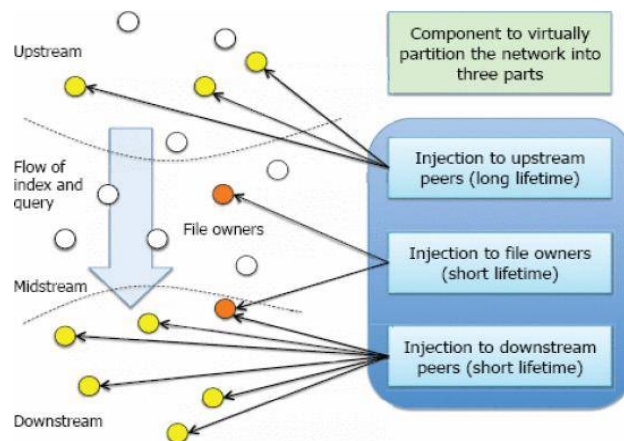 Upstream
Component to virtually
partition the network into
three parts
Flow of
index and
query
Injection to upstream
peers (long lifetime)
File owners
Injection to file owners
(short lifetime)
Midstream
Injection to downstream
peers (short lifetime)
Downstream